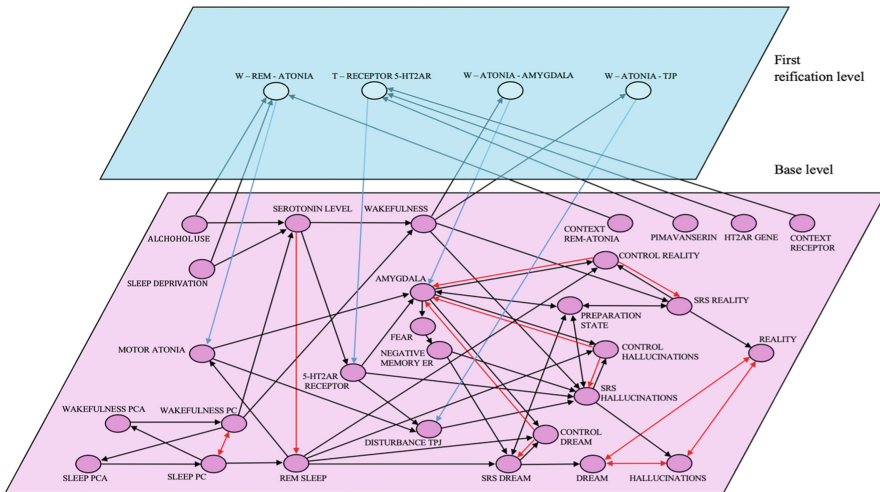 First
reification level
W – REM - ATONIA
T – RECEPTOR 5-HT2AR
W – ATONIA - AMYGDALA
W – ATONIA - TJP
Base level
SEROTONIN LEVEL
WAKEFULNESS
ALCHOHOL USE
CONTEXT
REM-ATONIA
PIMAVANSERIN
HT2AR GENE
CONTEXT
RECEPTOR
SLEEP DEPRIVATION
CONTROL REALITY
AMYGDALA
SRS REALITY
PREPARATION
STATE
FEAR
REALITY
MOTOR ATONIA
NEGATIVE
MEMORY ER
CONTROL
HALLUCINATIONS
5-HT2AR
RECEPTOR
SRS
HALLUCINATIONS
WAKEFULNESS PCA
WAKEFULNESS PC
DISTURBANCE TPJ
CONTROL
DREAM
SLEEP PCA
SLEEP PC
REM SLEEP
SRS DREAM
DREAM
HALLUCINATIONS